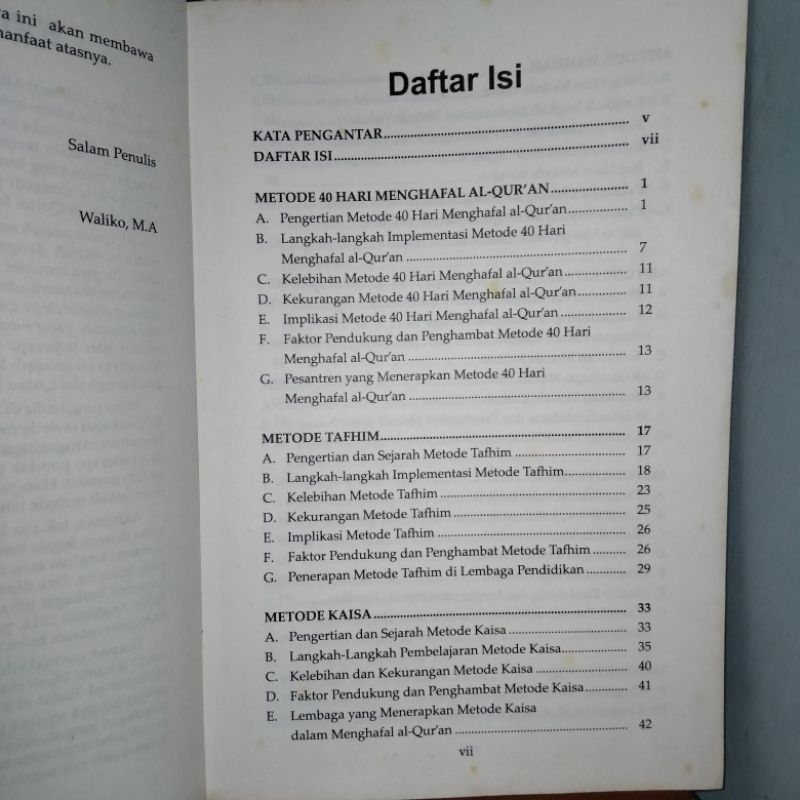 a ini akan membawa
manfaat atasnya.
Salam Penulis
Waliko, M.A
Daftar Isi
KATA PENGANTAR.......... v
DAFTAR ISI.......... vii
METODE 40 HARI MENGHAFAL AL-QUR'AN.......... 1
A. Pengertian Metode 40 Hari Menghafal al-Qur'an.......... 1
B. Langkah-langkah Implementasi Metode 40 Hari
Menghafal al-Qur'an .......... 7
C. Kelebihan Metode 40 Hari Menghafal al-Qur'an.......... 11
D. Kekurangan Metode 40 Hari Menghafal al-Qur'an.......... 11
E. Implikasi Metode 40 Hari Menghafal al-Qur'an.......... 12
F. Faktor Pendukung dan Penghambat Metode 40 Hari
Menghafal al-Qur'an .......... 13
G. Pesantren yang Menerapkan Metode 40 Hari
Menghafal al-Qur'an .......... 13
METODE TAFHIM.......... 17
A. Pengertian dan Sejarah Metode Tafhim .......... 17
B. Langkah-langkah Implementasi Metode Tafhim.......... 18
C. Kelebihan Metode Tafhim .......... 23
D. Kekurangan Metode Tafhim .......... 25
E. Implikasi Metode Tafhim .......... 26
F. Faktor Pendukung dan Penghambat Metode Tafhim .......... 26
G. Penerapan Metode Tafhim di Lembaga Pendidikan .......... 29
METODE KAISA.......... 33
A. Pengertian dan Sejarah Metode Kaisa .......... 33
B. Langkah-Langkah Pembelajaran Metode Kaisa.......... 35
C. Kelebihan dan Kekurangan Metode Kaisa .......... 40
D. Faktor Pendukung dan Penghambat Metode Kaisa.......... 41
E. Lembaga yang Menerapkan Metode Kaisa
dalam Menghafal al-Qur'an .......... 42
vii